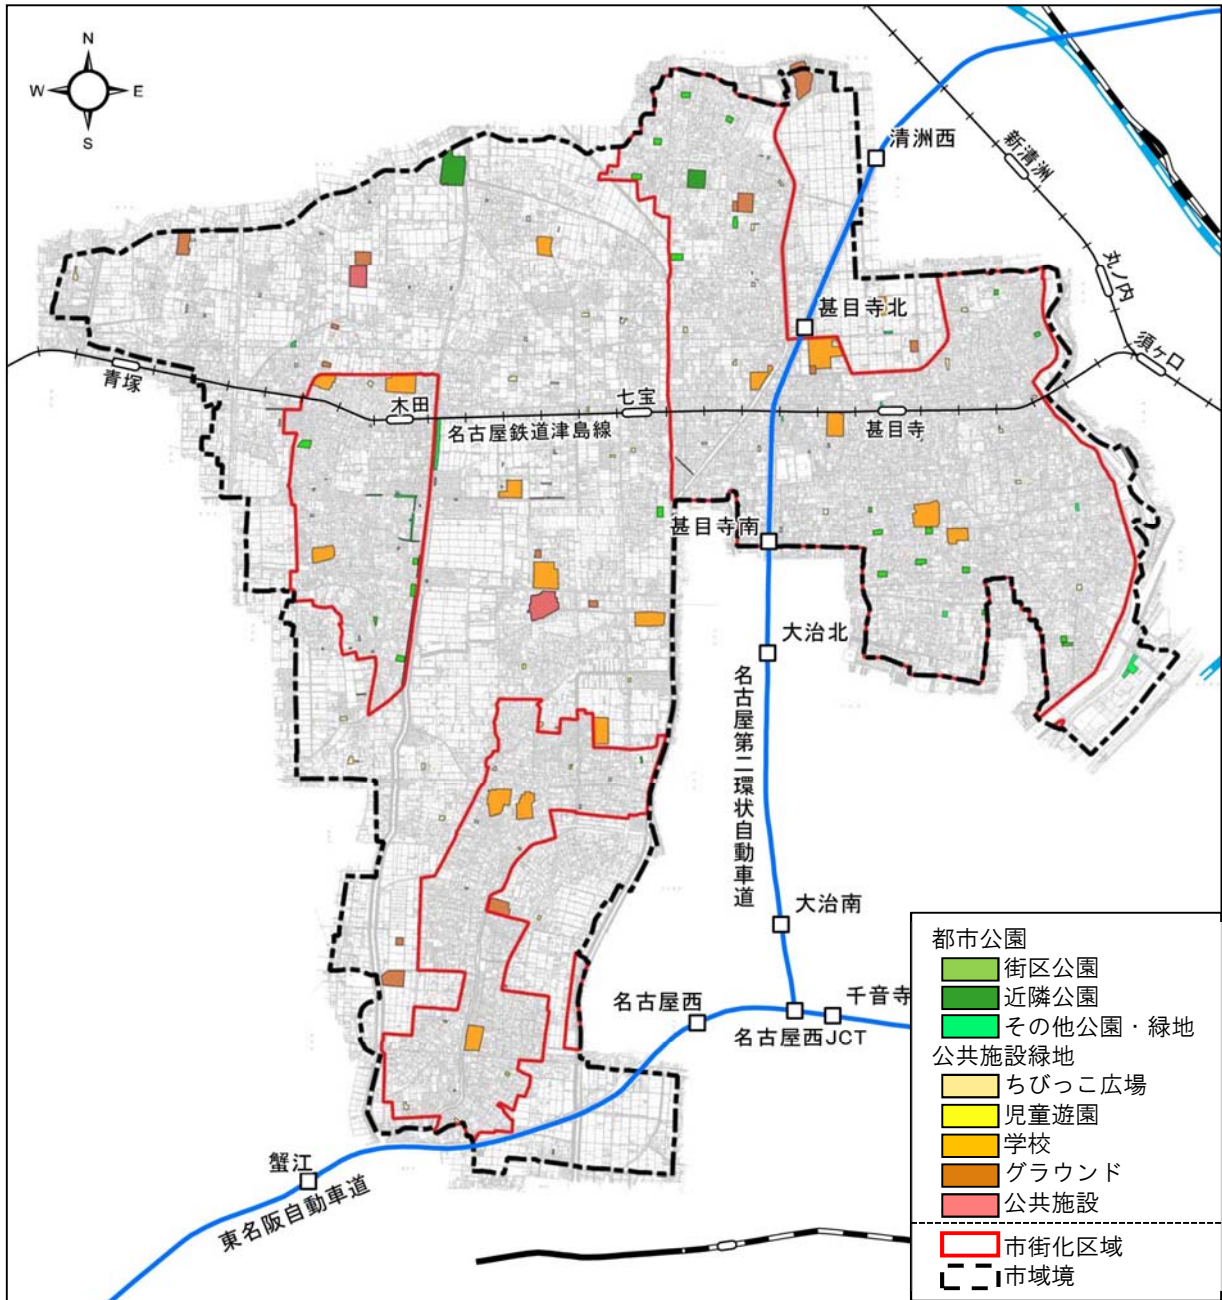 N
W
E
S
清洲西
新清洲
丸ノ内
須ヶ口
甚目寺北
青塚
木田
七宝
名古屋鉄道津島線
甚目寺
甚目寺南
大治北
名古屋第二環状自動車道
大治南
名古屋西
千音寺
名古屋西JCT
蟹江
東名阪自動車道
都市公園
街区公園
近隣公園
その他公園・緑地
公共施設緑地
ちびっこ広場
児童遊園
学校
グラウンド
公共施設
市街化区域
市域境